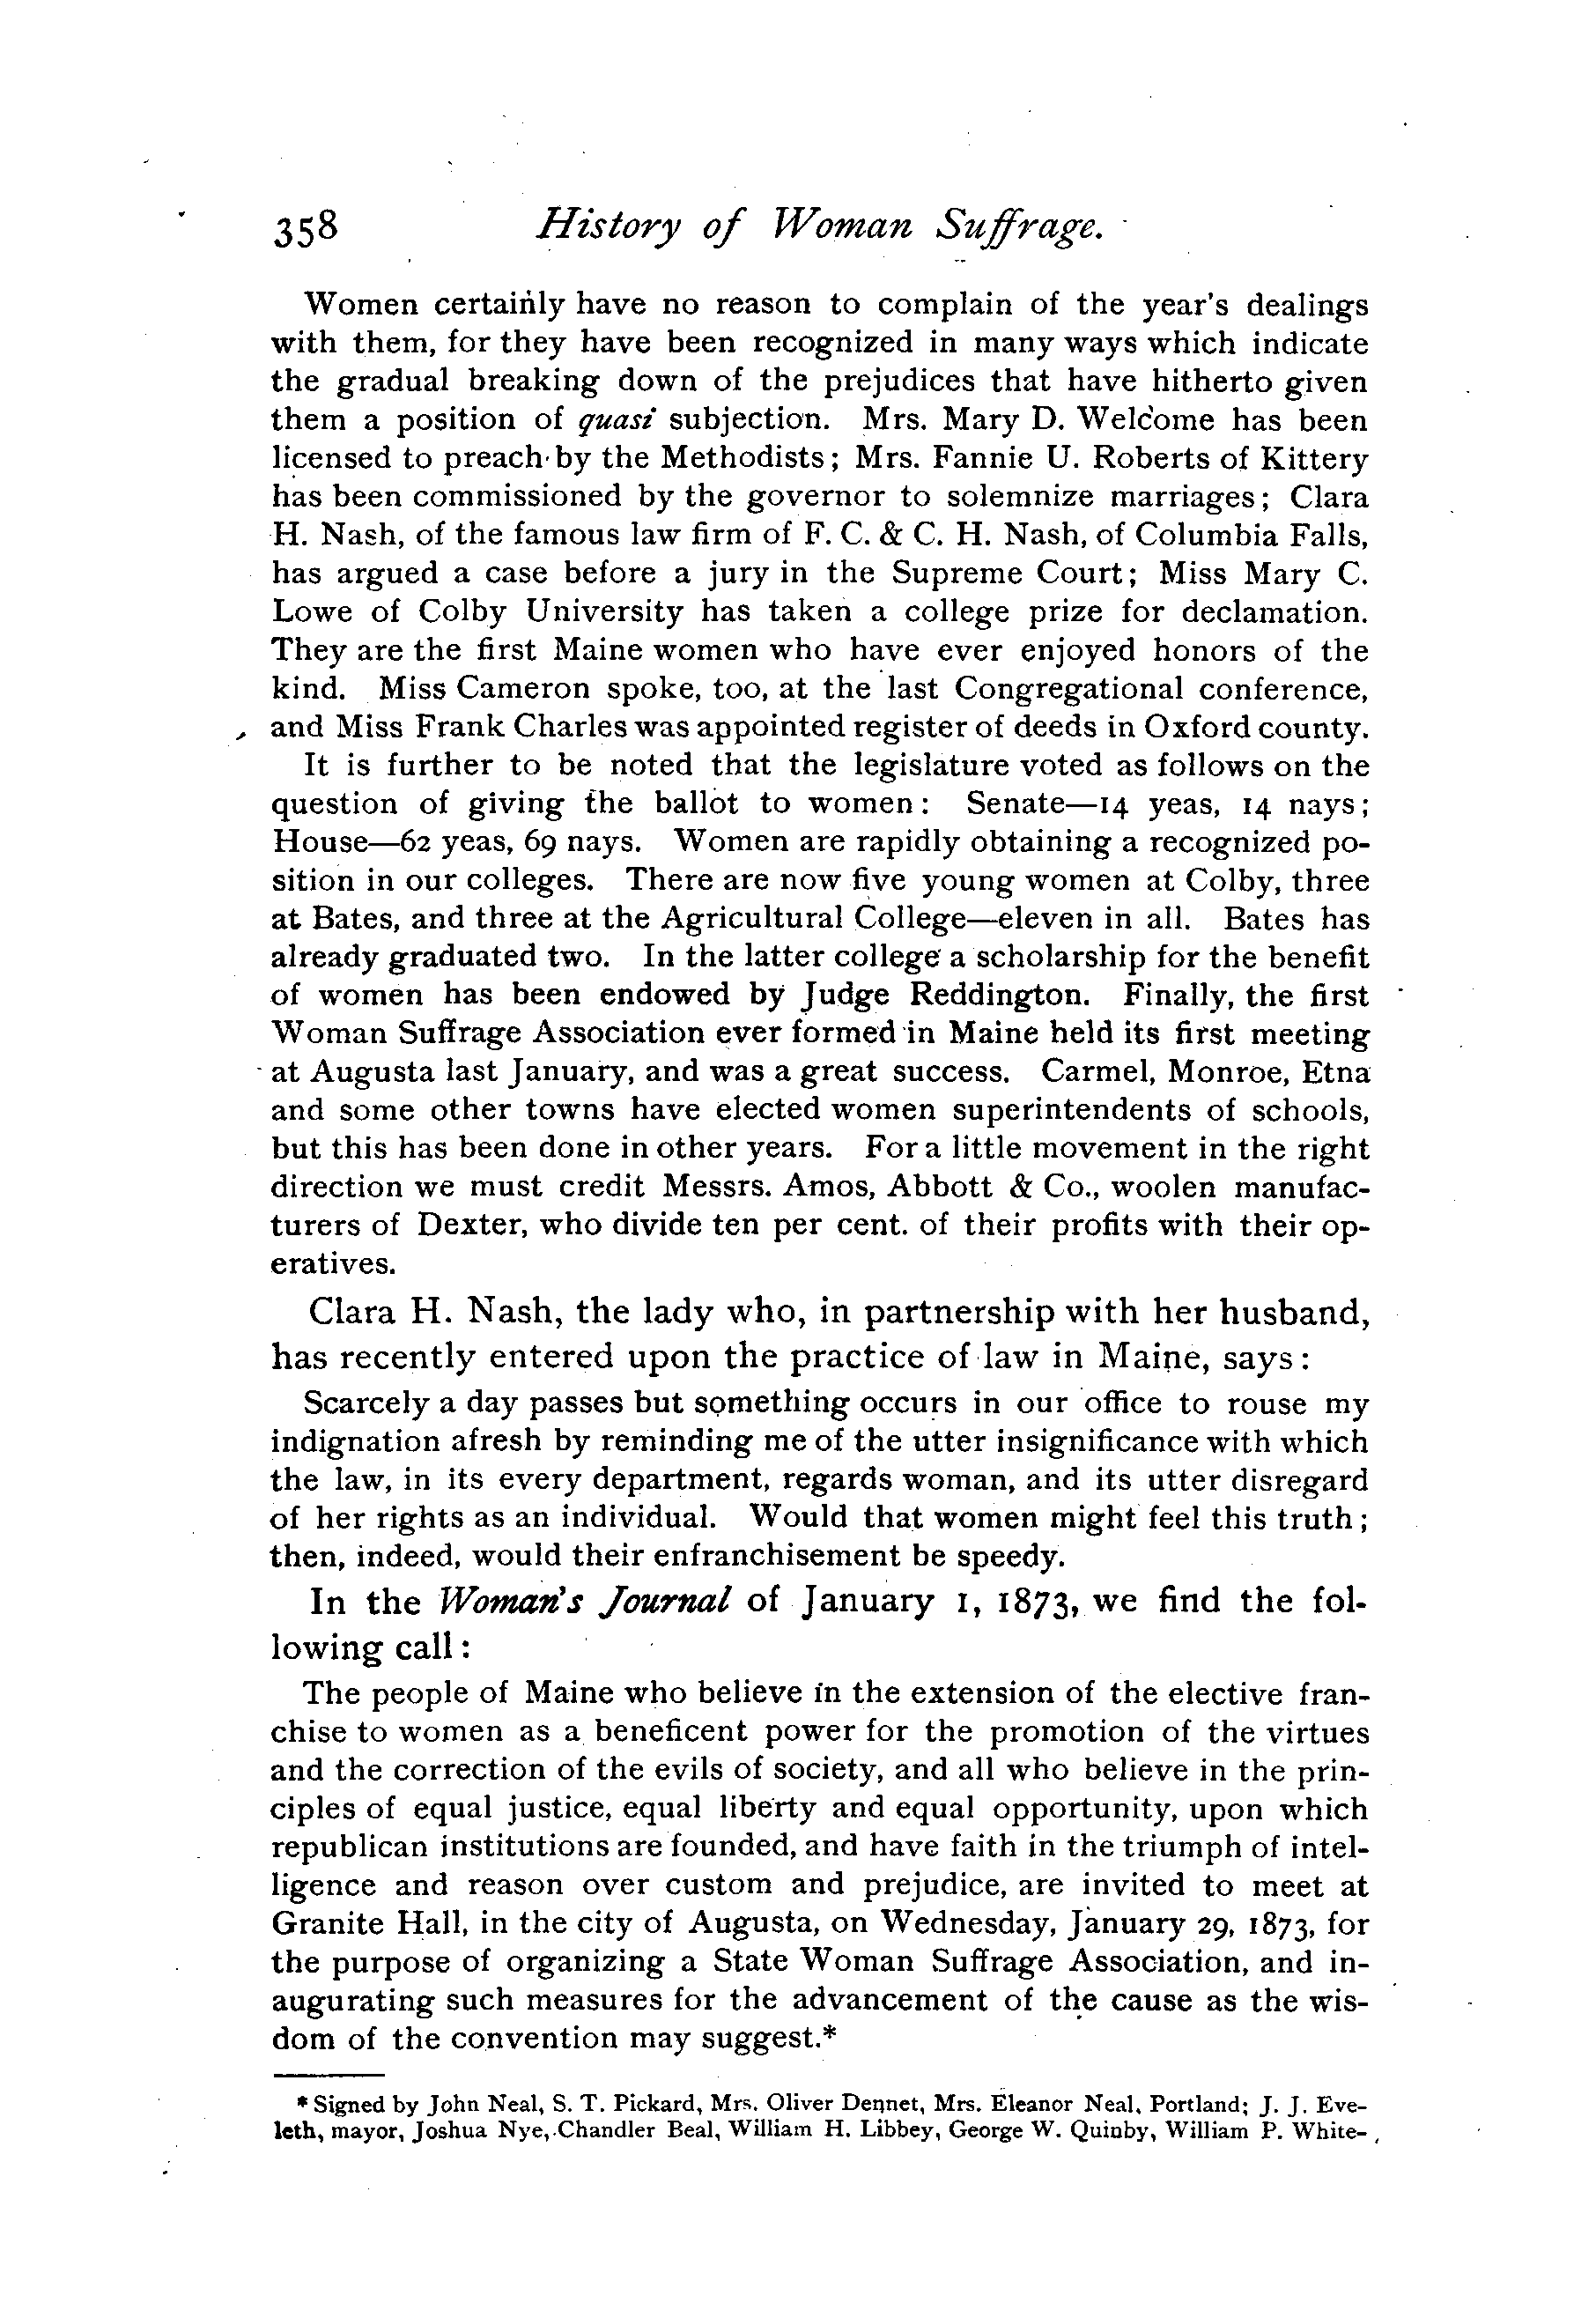 358 History of Woman Suffrage.
Women certainly have no reason to complain of the year's dealings
with them, for they have been recognized in many ways which indicate
the gradual breaking down of the prejudices that have hitherto given
them a position of quasi subjection. Mrs. Mary D. Welcome has been
licensed to preach by the Methodists; Mrs. Fannie U. Roberts of Kittery
has been commissioned by the governor to solemnize marriages; Clara
H. Nash, of the famous law firm of F. C. & C. H. Nash, of Columbia Falls,
has argued a case before a jury in the Supreme Court; Miss Mary C.
Lowe of Colby University has taken a college prize for declamation.
They are the first Maine women who have ever enjoyed honors of the
kind. Miss Cameron spoke, too, at the last Congregational conference,
and Miss Frank Charles was appointed register of deeds in Oxford county.
It is further to be noted that the legislature voted as follows on the
question of giving the ballot to women: Senate—14 yeas, 14 nays;
House—62 yeas, 69 nays. Women are rapidly obtaining a recognized po-
sition in our colleges. There are now five young women at Colby, three
at Bates, and three at the Agricultural College—eleven in all. Bates has
already graduated two. In the latter college a scholarship for the benefit
of women has been endowed by Judge Reddington. Finally, the first
Woman Suffrage Association ever formed in Maine held its first meeting
at Augusta last January, and was a great success. Carmel, Monroe, Etna
and some other towns have elected women superintendents of schools,
but this has been done in other years. For a little movement in the right
direction we must credit Messrs. Amos, Abbott & Co., woolen manufac-
turers of Dexter, who divide ten per cent. of their profits with their op-
eratives.
Clara H. Nash, the lady who, in partnership with her husband,
has recently entered upon the practice of law in Maine, says:
Scarcely a day passes but something occurs in our office to rouse my
indignation afresh by reminding me of the utter insignificance with which
the law, in its every department, regards woman, and its utter disregard
of her rights as an individual. Would that women might feel this truth;
then, indeed, would their enfranchisement be speedy.
In the Woman's Journal of January 1, 1873, we find the fol-
lowing call:
The people of Maine who believe in the extension of the elective fran-
chise to women as a beneficent power for the promotion of the virtues
and the correction of the evils of society, and all who believe in the prin-
ciples of equal justice, equal liberty and equal opportunity, upon which
republican institutions are founded, and have faith in the triumph of intel-
ligence and reason over custom and prejudice, are invited to meet at
Granite Hall, in the city of Augusta, on Wednesday, January 29, 1873, for
the purpose of organizing a State Woman Suffrage Association, and in-
augurating such measures for the advancement of the cause as the wis-
dom of the convention may suggest.*
* Signed by John Neal, S. T. Pickard, Mrs. Oliver Dennet, Mrs. Eleanor Neal, Portland; J. J. Eve-
leth, mayor, Joshua Nye, Chandler Beal, William H. Libbey, George W. Quinby, William P. White-